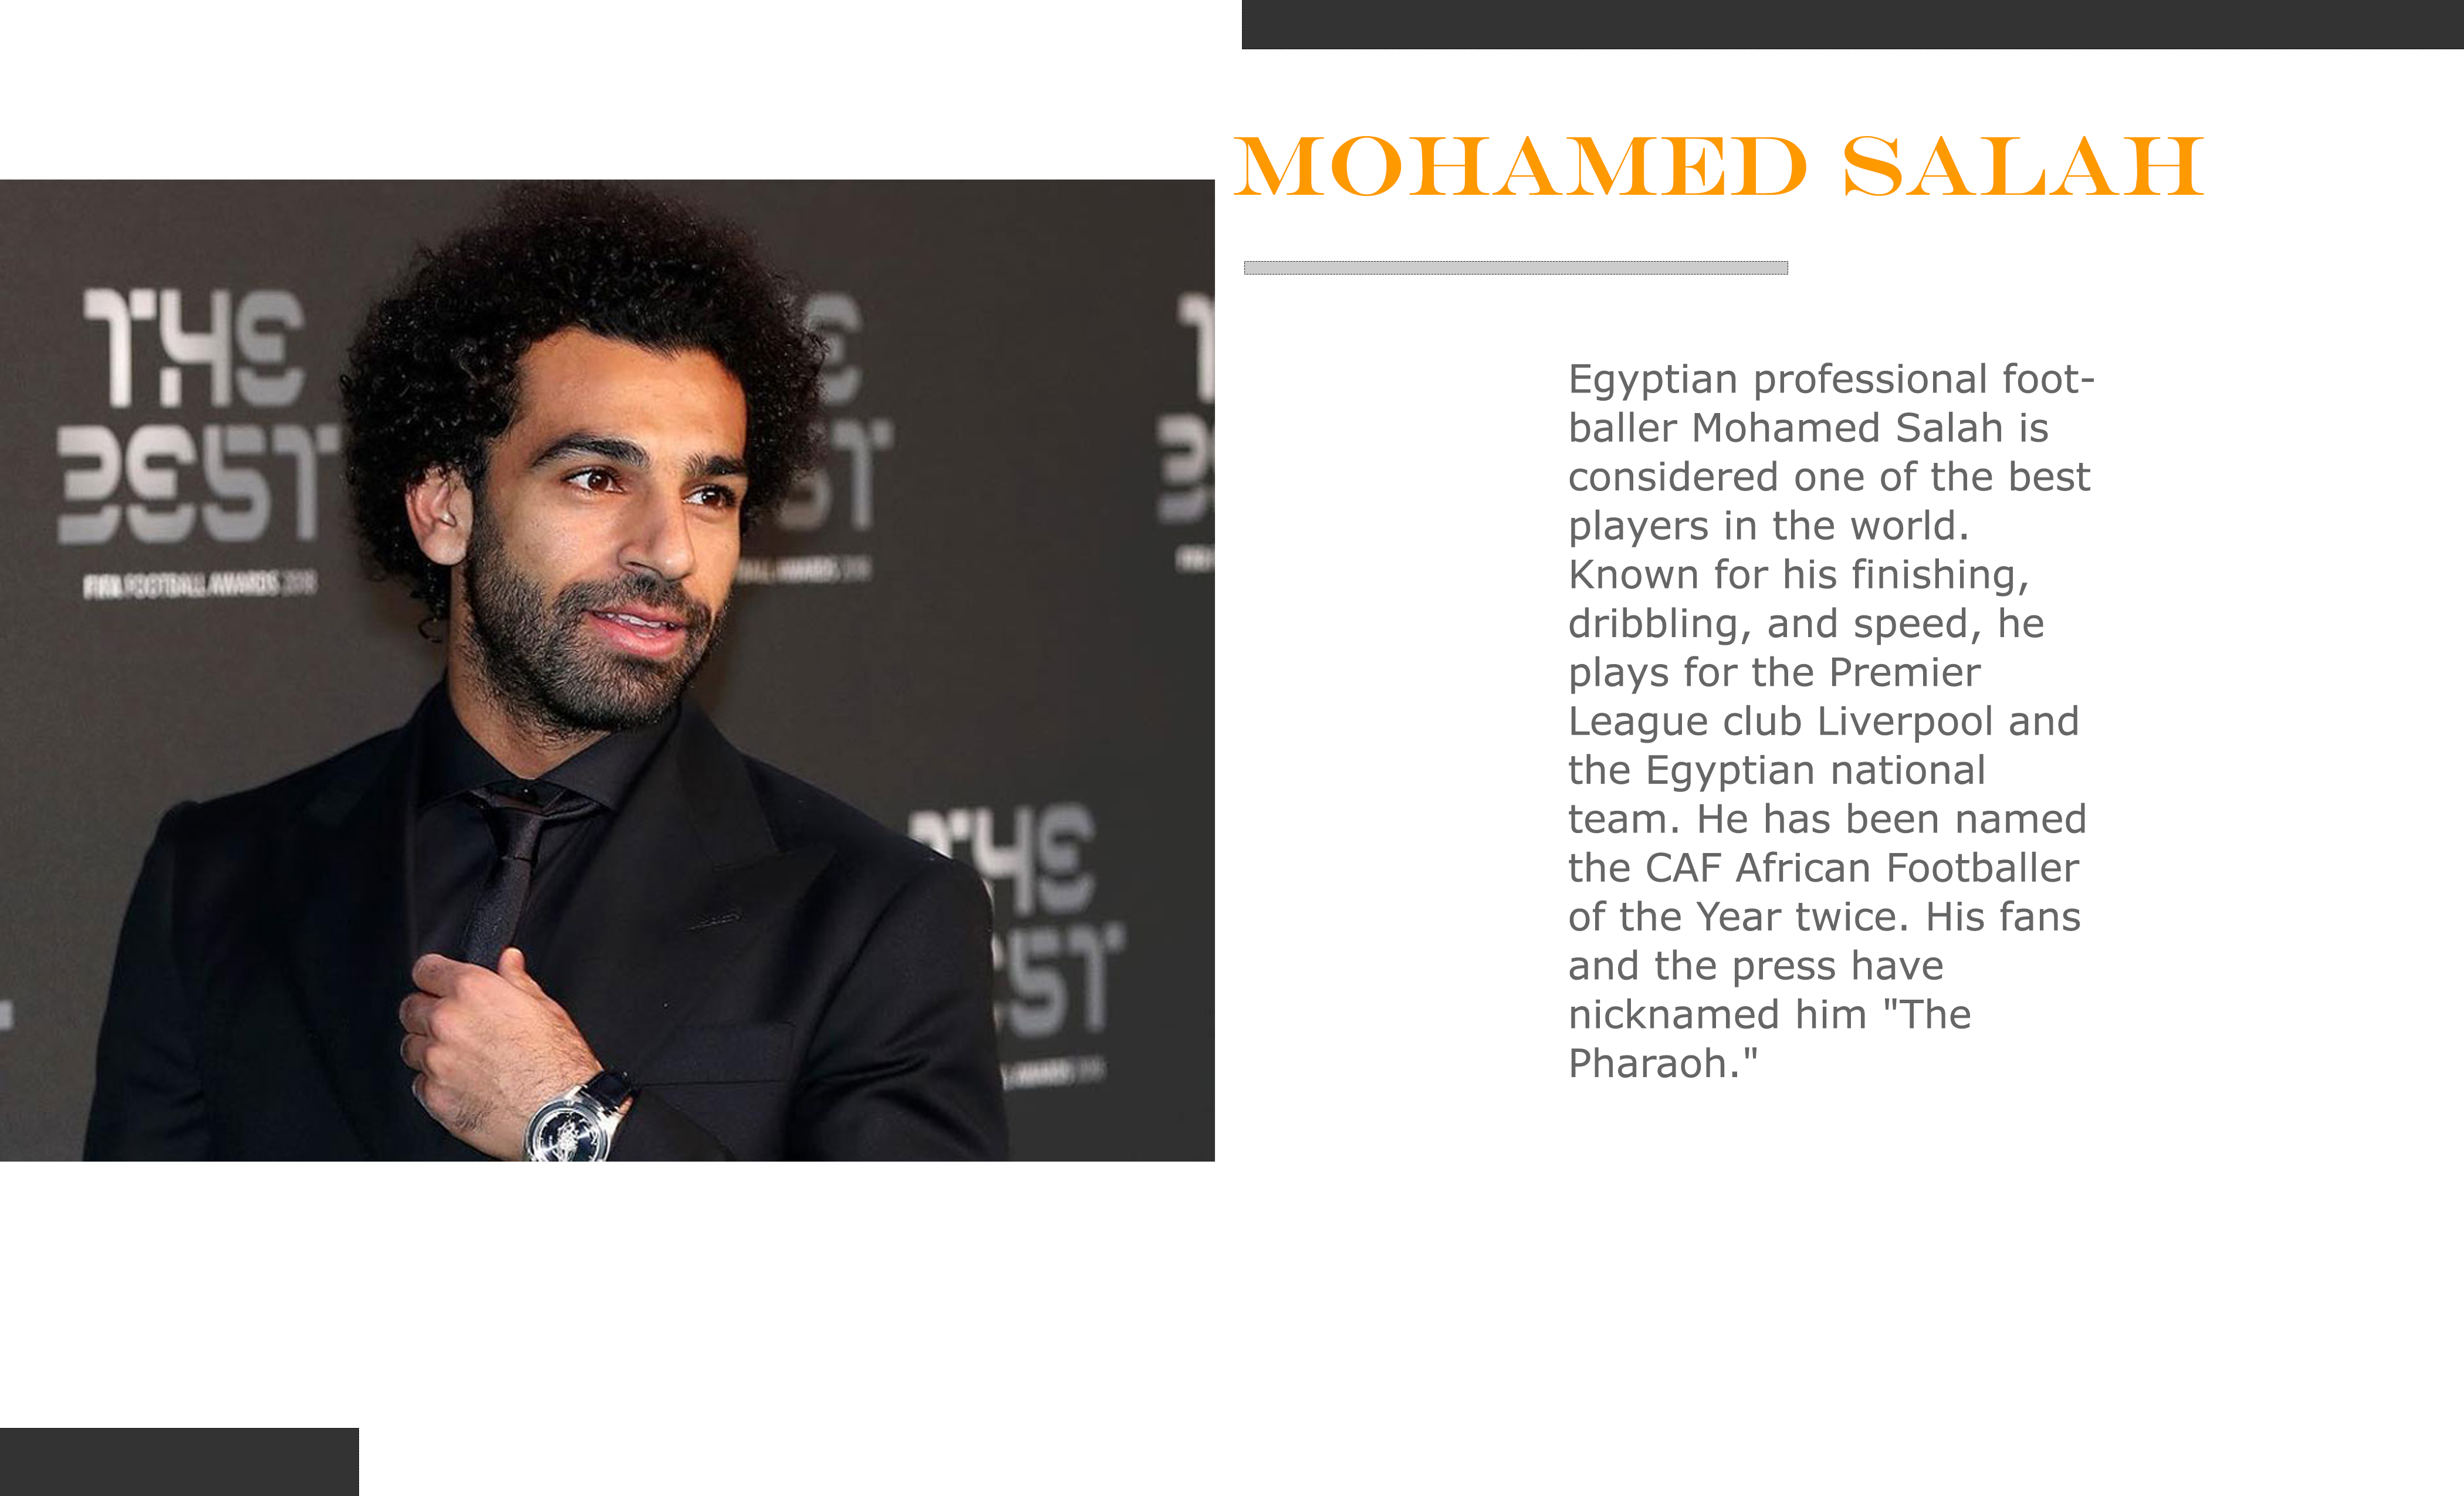 THE
BEST
FIFA FOOTBALL AWARDS 2018
MOHAMED SALAH
Egyptian professional foot-
baller Mohamed Salah is
considered one of the best
players in the world.
Known for his finishing,
dribbling, and speed, he
plays for the Premier
League club Liverpool and
the Egyptian national
team. He has been named
the CAF African Footballer
of the Year twice. His fans
and the press have
nicknamed him "The
Pharaoh."